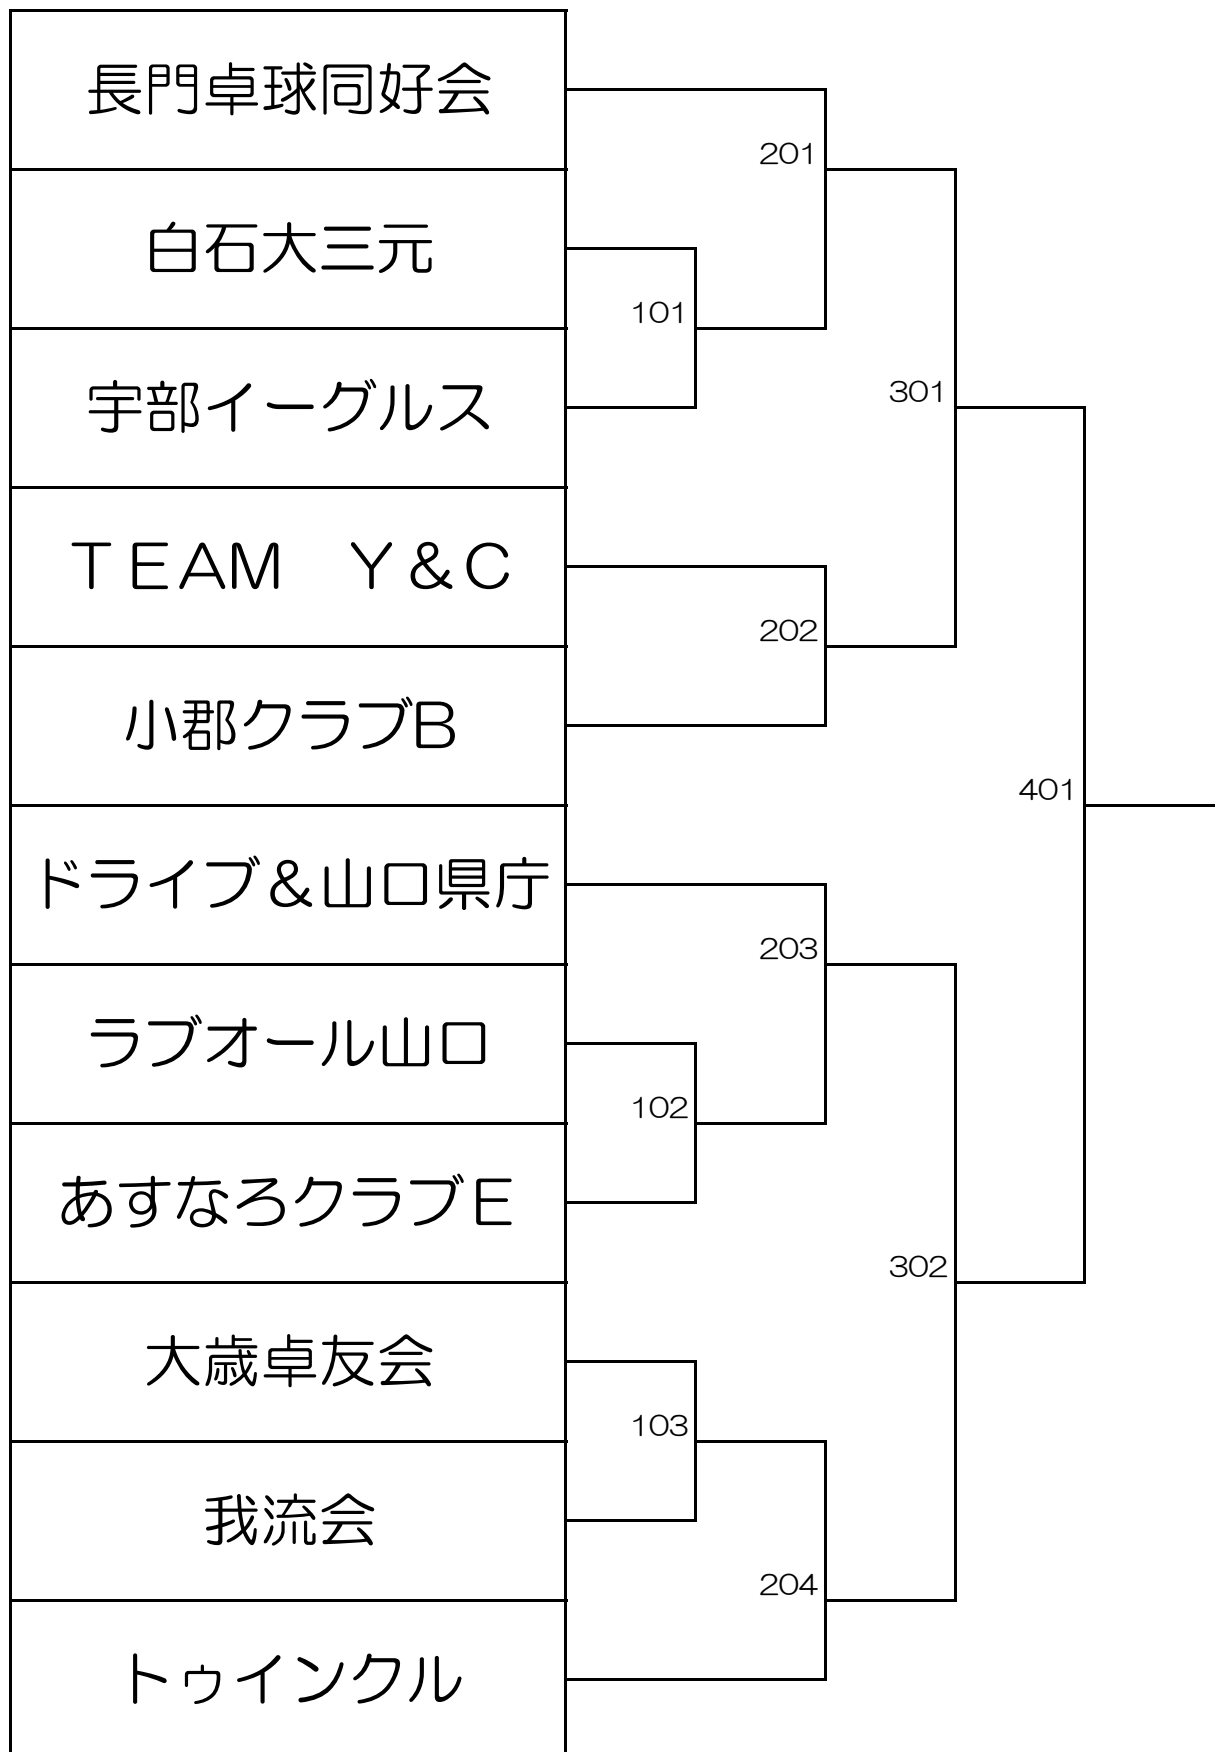 長門卓球同好会
201
白石大三元
101
宇部イーグルス
301
ＴＥＡＭ　Ｙ＆Ｃ
202
小郡クラブB
401
ドライブ＆山口県庁
203
ラブオール山口
102
あすなろクラブＥ
302
大歳卓友会
103
我流会
204
トゥインクル